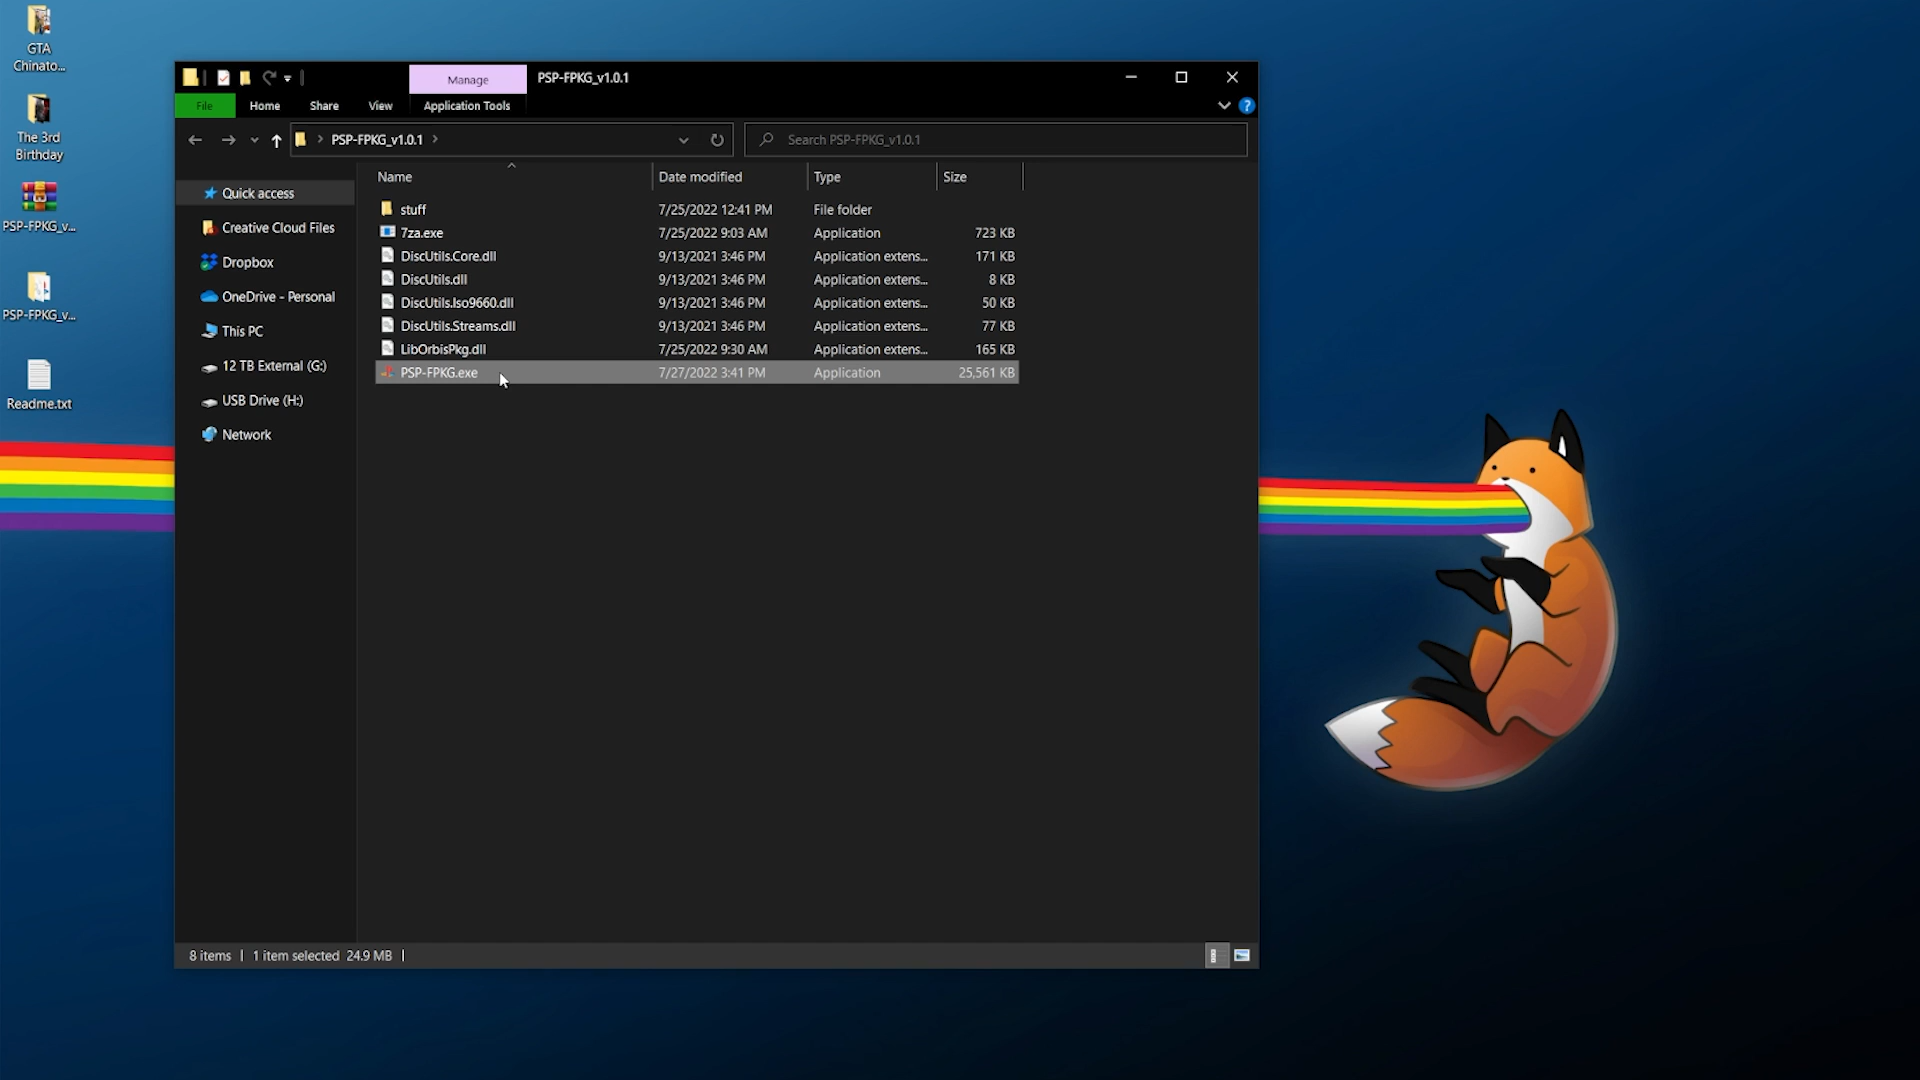 GTA
Chinato...
The 3rd
Birthday
PSP-FPKG_v...
PSP-FPKG_v...
Readme.txt
Manage
PSP-FPKG_v1.0.1
File
Home
Share
View
Application Tools
?
PSP-FPKG_v1.0.1
Search PSP-FPKG_v1.0.1
Quick access
Creative Cloud Files
Dropbox
OneDrive - Personal
This PC
12 TB External (G:)
USB Drive (H:)
Network
Name Date modified Type Size
stuff 7/25/2022 12:41 PM File folder
7za.exe 7/25/2022 9:03 AM Application 723 KB
DiscUtils.Core.dll 9/13/2021 3:46 PM Application extens... 171 KB
DiscUtils.dll 9/13/2021 3:46 PM Application extens... 8 KB
DiscUtils.Iso9660.dll 9/13/2021 3:46 PM Application extens... 50 KB
DiscUtils.Streams.dll 9/13/2021 3:46 PM Application extens... 77 KB
LibOrbisPkg.dll 7/25/2022 9:30 AM Application extens... 165 KB
PSP-FPKG.exe 7/27/2022 3:41 PM Application 25,561 KB
8 items 1 item selected 24.9 MB